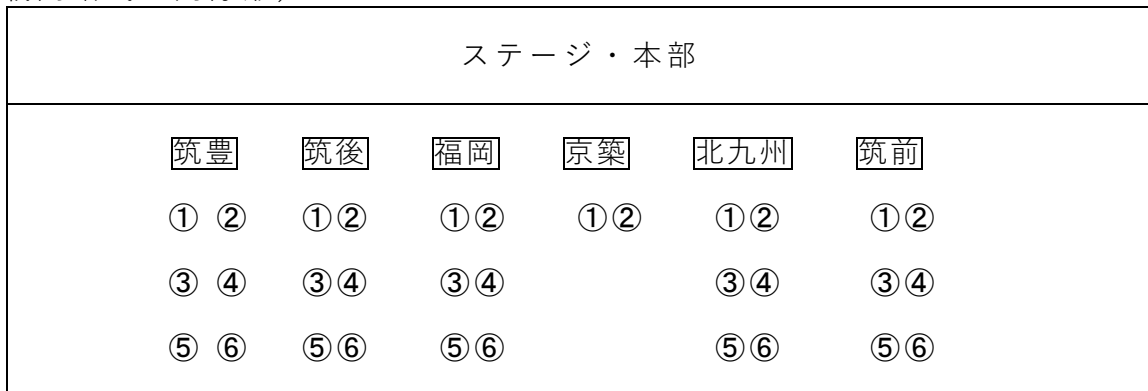 ステージ・本部
筑豊 筑後 福岡 京築 北九州 筑前
① ② ①② ①② ①② ①② ①②
③ ④ ③④ ③④ ③④ ③④
⑤ ⑥ ⑤⑥ ⑤⑥ ⑤⑥ ⑤⑥